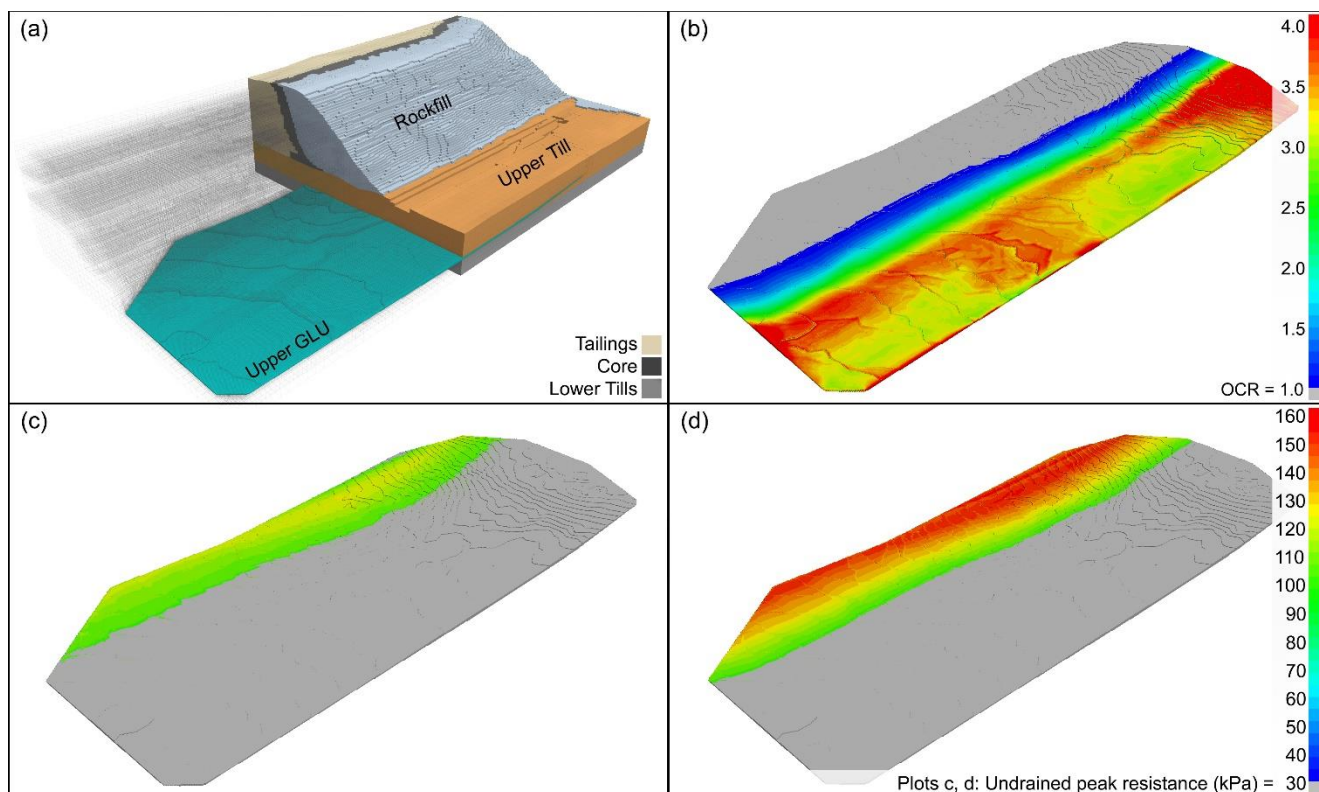 (a)
Rockfill
Upper Till
Upper GLU
Tailings
Core
Lower Tills
(b)
4.0
3.5
3.0
2.5
2.0
1.5
OCR = 1.0
(c)
(d)
160
150
140
130
120
110
100
90
80
70
60
50
40
Plots c, d: Undrained peak resistance (kPa) = 30